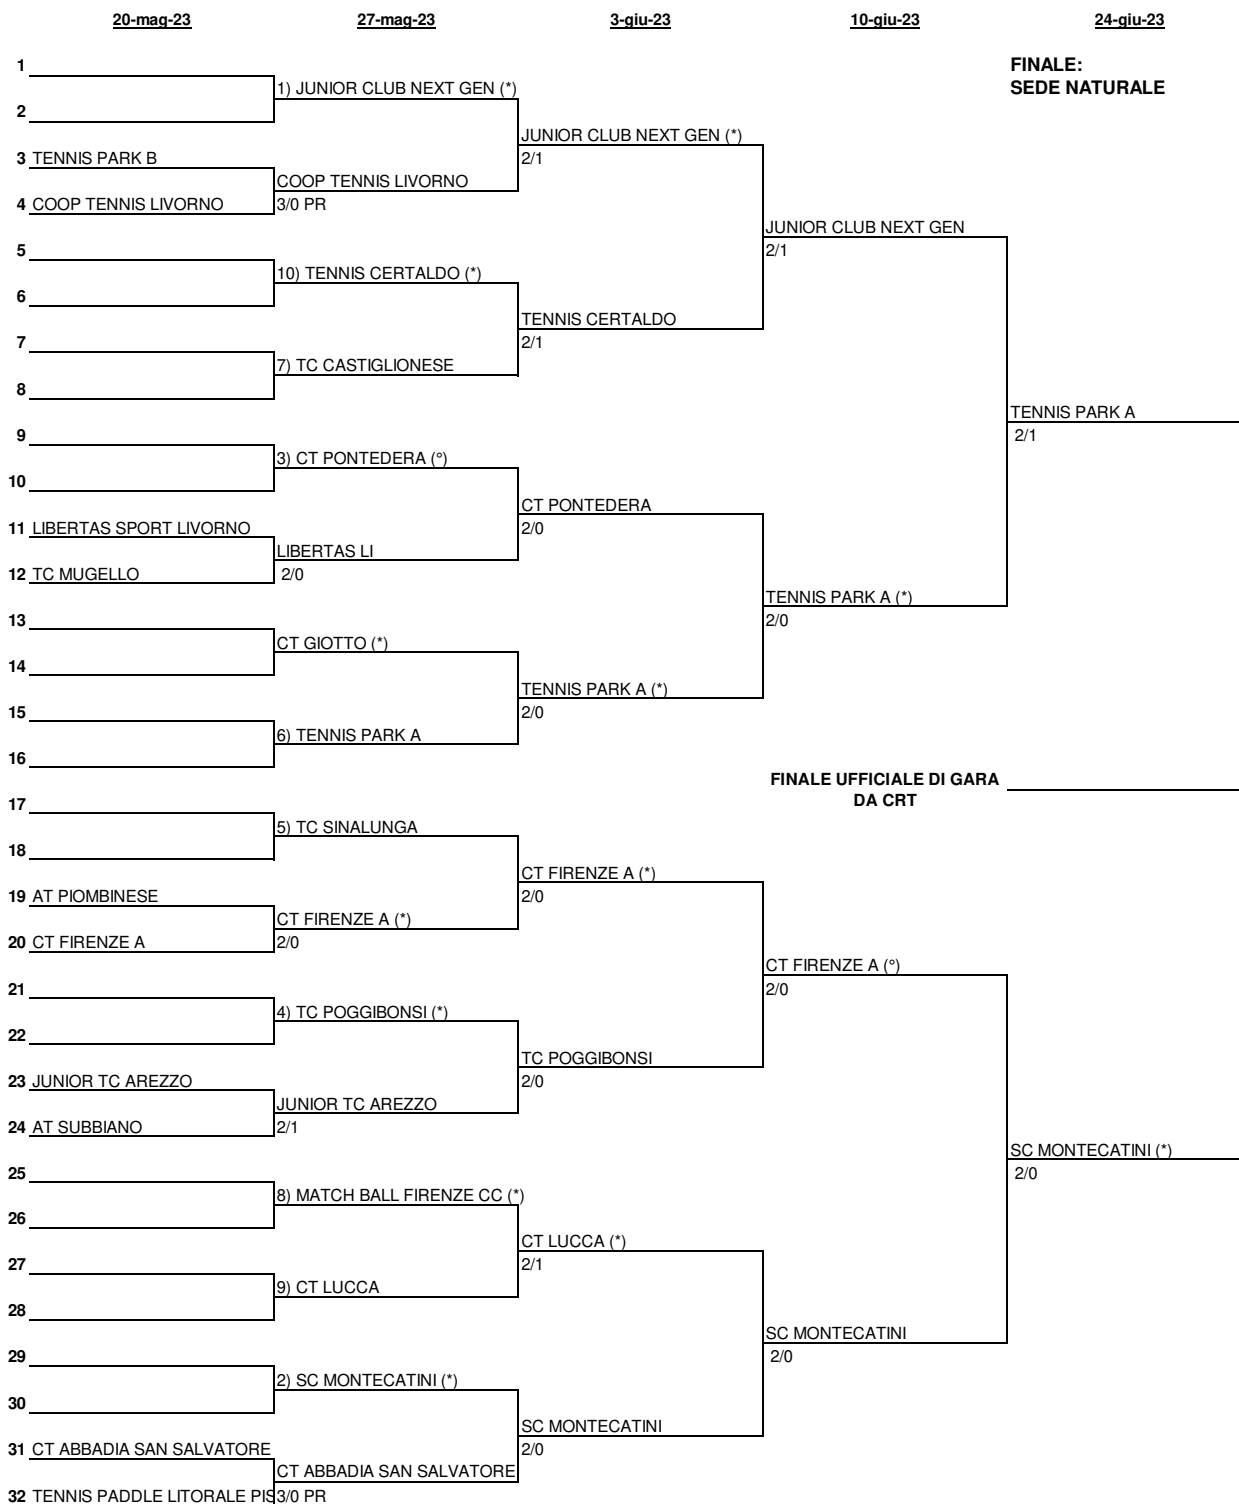 20-mag-23 27-mag-23 3-giu-23 10-giu-23 24-giu-23
1
FINALE:
SEDE NATURALE
1) JUNIOR CLUB NEXT GEN (*)
2
JUNIOR CLUB NEXT GEN (*)
2/1
3 TENNIS PARK B
COOP TENNIS LIVORNO
4 COOP TENNIS LIVORNO 3/0 PR
JUNIOR CLUB NEXT GEN
2/1
5
10) TENNIS CERTALDO (*)
6
TENNIS CERTALDO
2/1
7
7) TC CASTIGLIONESE
8
TENNIS PARK A
2/1
9
3) CT PONTEDERA (°)
10
CT PONTEDERA
2/0
11 LIBERTAS SPORT LIVORNO
LIBERTAS LI
12 TC MUGELLO 2/0
TENNIS PARK A (*)
2/0
13
CT GIOTTO (*)
14
TENNIS PARK A (*)
2/0
15
6) TENNIS PARK A
16
FINALE UFFICIALE DI GARA
DA CRT
17
5) TC SINALUNGA
18
CT FIRENZE A (*)
2/0
19 AT PIOMBINESE
CT FIRENZE A (*)
20 CT FIRENZE A 2/0
CT FIRENZE A (°)
2/0
21
4) TC POGGIBONSI (*)
22
TC POGGIBONSI
2/0
23 JUNIOR TC AREZZO
JUNIOR TC AREZZO
24 AT SUBBIANO 2/1
SC MONTECATINI (*)
2/0
25
8) MATCH BALL FIRENZE CC (*)
26
CT LUCCA (*)
2/1
27
9) CT LUCCA
28
SC MONTECATINI
2/0
29
2) SC MONTECATINI (*)
30
SC MONTECATINI
2/0
31 CT ABBADIA SAN SALVATORE
CT ABBADIA SAN SALVATORE
32 TENNIS PADDLE LITORALE PIS 3/0 PR